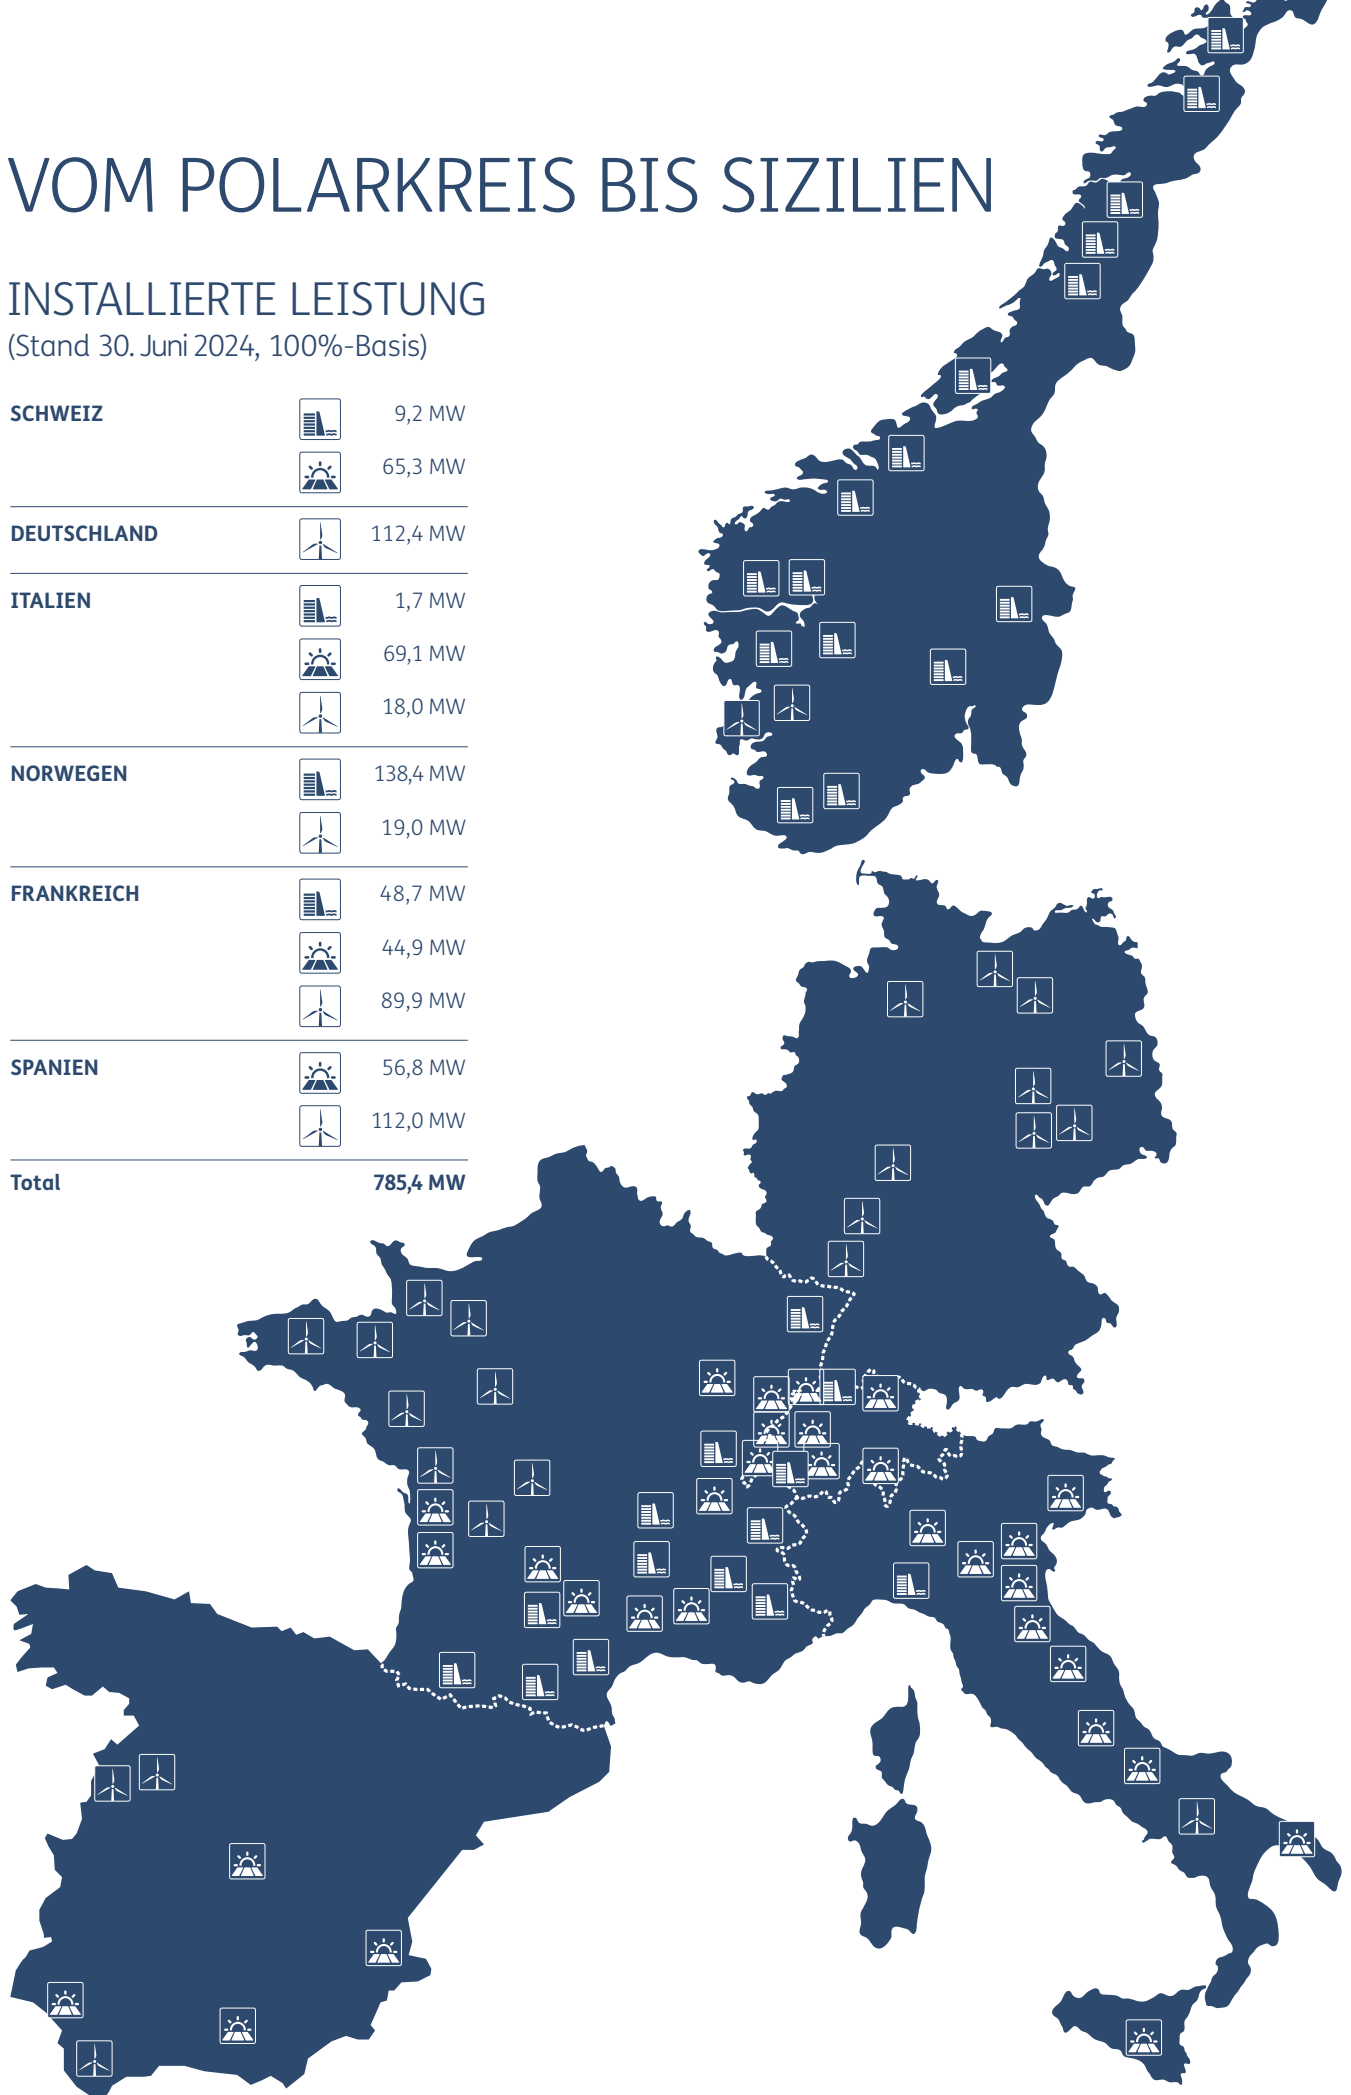 VOM POLARKREIS BIS SIZILIEN
INSTALLIERTE LEISTUNG
(Stand 30. Juni 2024, 100%-Basis)
SCHWEIZ 9,2 MW
65,3 MW
DEUTSCHLAND 112,4 MW
ITALIEN 1,7 MW
69,1 MW
18,0 MW
NORWEGEN 138,4 MW
19,0 MW
FRANKREICH 48,7 MW
44,9 MW
89,9 MW
SPANIEN 56,8 MW
112,0 MW
Total 785,4 MW